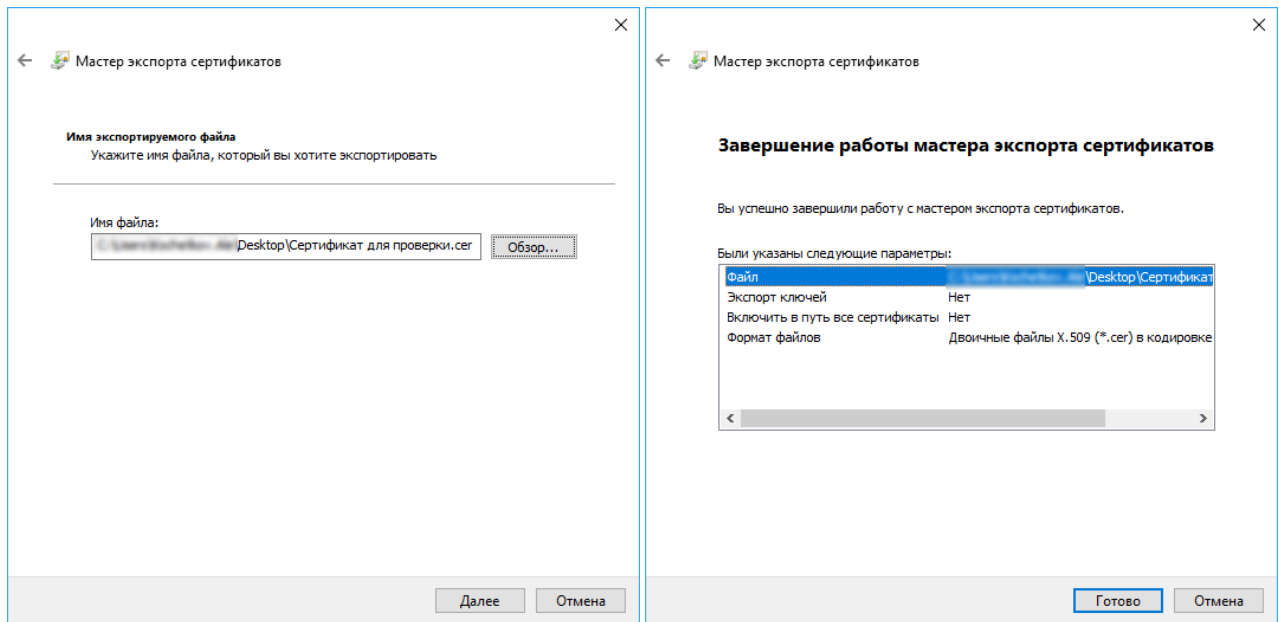 Мастер экспорта сертификатов
Имя экспортируемого файла
Укажите имя файла, который вы хотите экспортировать
Имя файла:
\Desktop\Сертификат для проверки.cer
Обзор...
Далее
Отмена
Мастер экспорта сертификатов
Завершение работы мастера экспорта сертификатов
Вы успешно завершили работу с мастером экспорта сертификатов.
Были указаны следующие параметры:
Файл \Desktop\Сертификат
Экспорт ключей Нет
Включить в путь все сертификаты Нет
Формат файлов Двоичные файлы X.509 (*.cer) в кодировке
Готово
Отмена